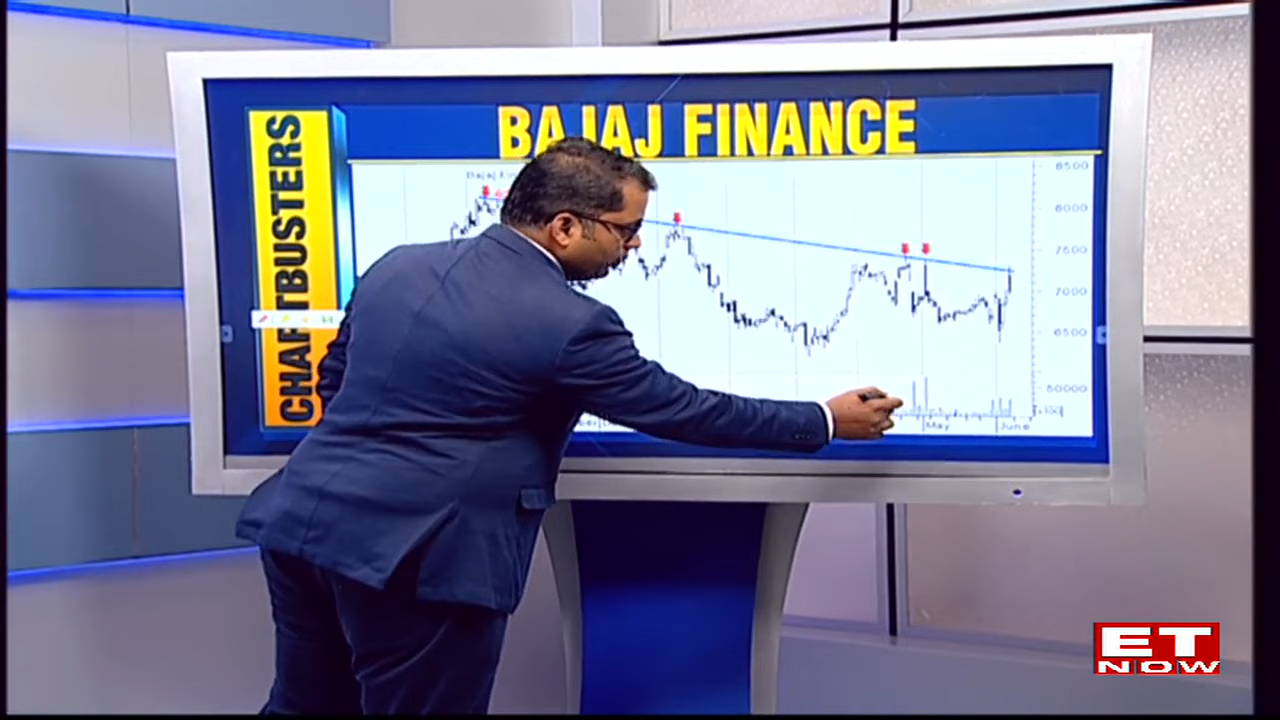 BAJAJ FINANCE
CHARTBUSTERS
8500
8000
7500
7000
6500
50000
May
June
ET
NOW